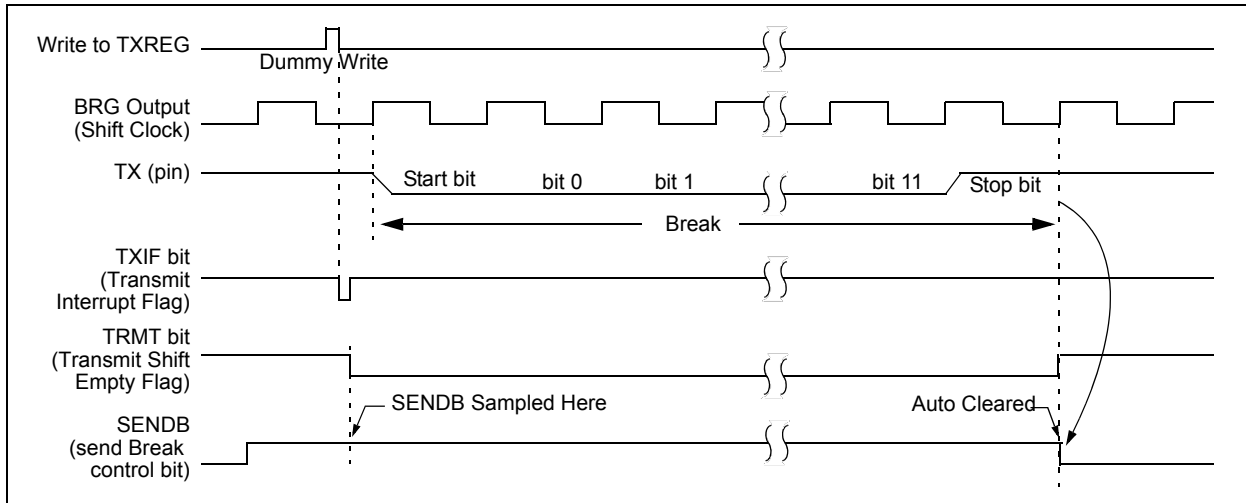 Write to TXREG
Dummy Write
BRG Output
(Shift Clock)
TX (pin)
Start bit
bit 0
bit 1
bit 11
Stop bit
Break
TXIF bit
(Transmit
Interrupt Flag)
TRMT bit
(Transmit Shift
Empty Flag)
SENDB Sampled Here
Auto Cleared
SENDB
(send Break
control bit)